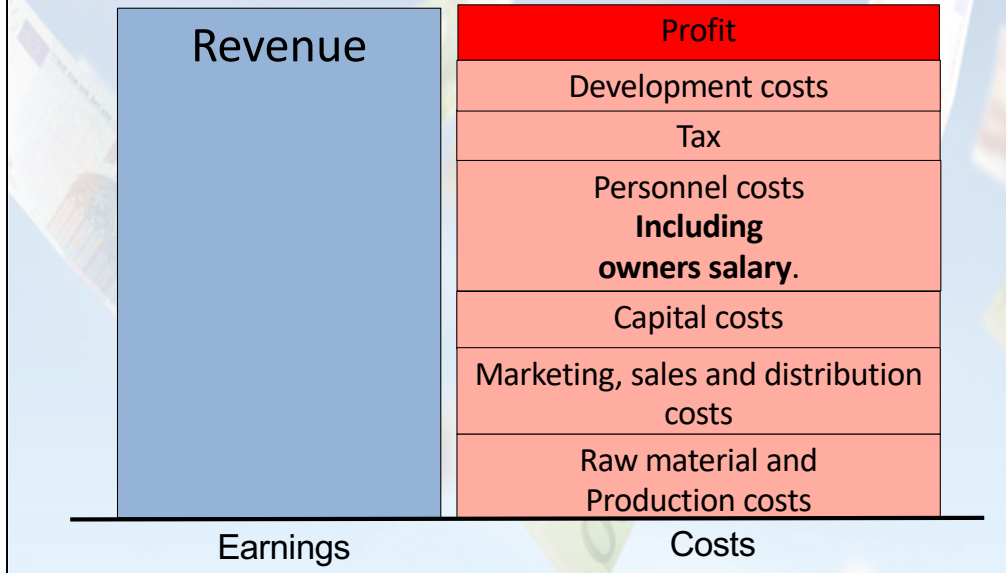 Revenue
Profit
Development costs
Tax
Personnel costs
Including
owners salary.
Capital costs
Marketing, sales and distribution
costs
Raw material and
Production costs
Earnings
Costs